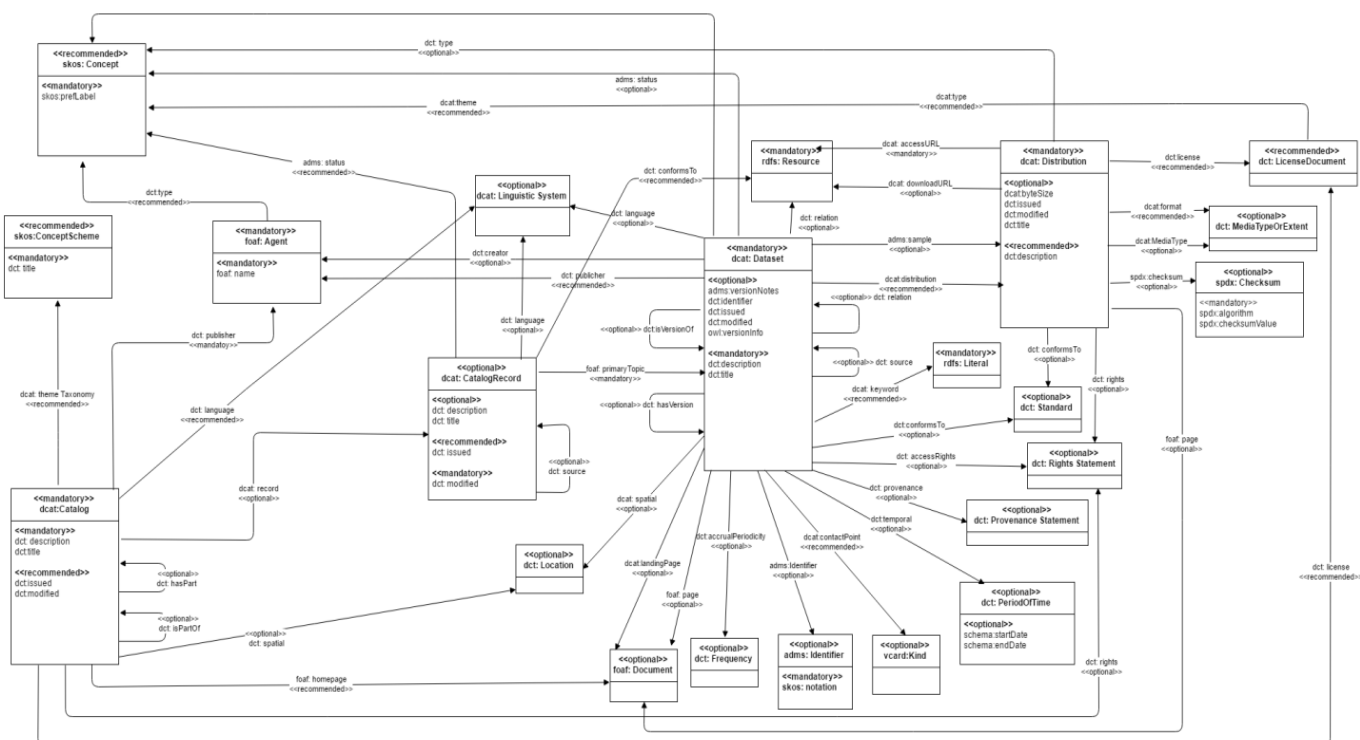 dct: type
<<optional>>
<<recommended>>
skos: Concept
<<mandatory>>
skos:prefLabel
adms: status
<<optional>>
dcat:theme
<<recommended>>
dcat:type
<<recommended>>
adms: status
<<recommended>>
dct: conformsTo
<<recommended>>
<<mandatory>>
rdfs: Resource
dcat: accessURL
<<mandatory>>
dcat: downloadURL
<<optional>>
<<mandatory>>
dcat: Distribution
<<optional>>
dcat:byteSize
dct:issued
dct:modified
dct:title
<<recommended>>
dct:description
dct:license
<<recommended>>
<<recommended>>
dct: LicenseDocument
dct:type
<<recommended>>
<<optional>>
dcat: Linguistic System
dct: language
<<optional>>
dct: relation
<<optional>>
dcat:format
<<recommended>>
<<optional>>
dct: MediaTypeOrExtent
dcat:MediaType
<<optional>>
<<recommended>>
skos:ConceptScheme
<<mandatory>>
dct: title
<<mandatory>>
foaf: Agent
<<mandatory>>
foaf: name
dct:creator
<<optional>>
dct: publicher
<<recommended>>
<<mandatory>>
dcat: Dataset
<<optional>>
adms:versionNotes
dct:identifier
dct:issued
dct:modified
owl:versionInfo
<<mandatory>>
dct:description
dct:title
adms:sample
<<optional>>
dcat:distribution
<<recommended>>
<<optional>> dct: relation
spdx:checksum
<<optional>>
<<optional>>
spdx: Checksum
<<mandatory>>
spdx:algorithm
spdx:checksumValue
dct: language
<<optional>>
<<optional>> dct:isVersionOf
dct: publisher
<<mandatoy>>
<<optional>> dct: source
<<mandatory>>
rdfs: Literal
dct: conformsTo
<<optional>>
<<optional>>
dcat: CatalogRecord
<<optional>>
dct: description
dct: title
<<recommended>>
dct: issued
<<mandatory>>
dct: modified
foaf: primaryTopic
<<mandatory>>
dct: rights
<<optional>>
dcat: theme Taxonomy
<<recommended>>
dct: language
<<recommended>>
dcat: keyword
<<recommended>>
<<optional>>
dct: Standard
<<optional>> dct: hasVersion
dct:conformsTo
<<optional>>
foaf: page
<<optional>>
dct: accessRights
<<optional>>
<<optional>>
dct: Rights Statement
<<optional>>
dct: source
dcat: record
<<optional>>
<<mandatory>>
dcat:Catalog
<<mandatory>>
dct: description
dct:title
<<recommended>>
dct:issued
dct:modified
dcat: spatial
<<optional>>
dct: provenance
<<optional>>
<<optional>>
dct: Provenance Statement
dct:temporal
<<optional>>
dct:accrualPeriodicity
<<optional>>
dcat:contactPoint
<<recommended>>
<<optional>>
dct: Location
dcat:landingPage
<<optional>>
adms:Identifier
<<optional>>
dct: license
<<recommended>>
<<optional>>
dct: hasPart
foaf: page
<<optional>>
<<optional>>
dct: PeriodOfTime
<<optional>>
schema:startDate
schema:endDate
<<optional>>
dct: isPartOf
<<optional>>
dct: spatial
<<optional>>
foaf: Document
<<optional>>
dct: Frequency
<<optional>>
adms: Identifier
<<mandatory>>
skos: notation
<<optional>>
vcard:Kind
dct: rights
<<optional>>
foaf: homepage
<<recommended>>